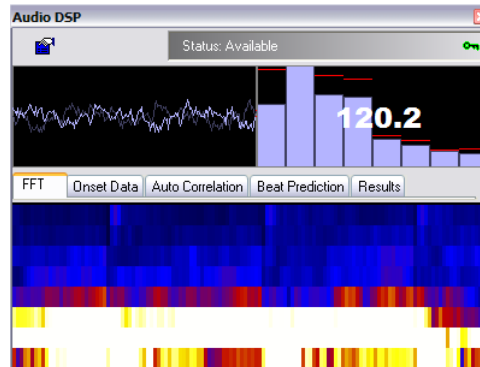 Audio DSP
Status: Available
120.2
FFT Onset Data Auto Correlation Beat Prediction Results